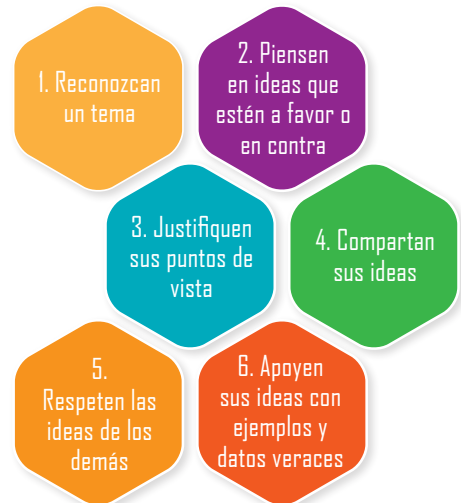 1. Reconozcan
un tema
2. Piensen
en ideas que
estén a favor o
en contra
3. Justifiquen
sus puntos de
vista
4. Compartan
sus ideas
5.
Respeten las
ideas de los
demás
6. Apoyen
sus ideas con
ejemplos y
datos veraces